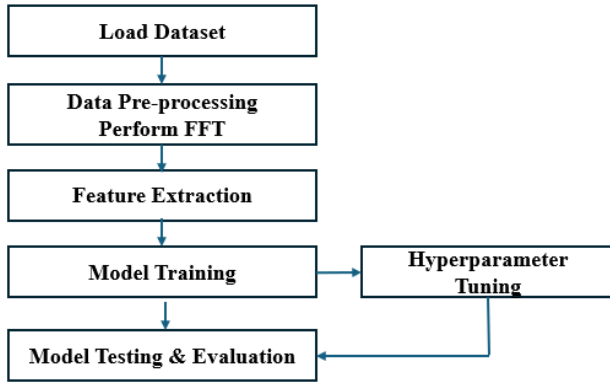 Load Dataset
Data Pre-processing
Perform FFT
Feature Extraction
Model Training
Hyperparameter
Tuning
Model Testing & Evaluation